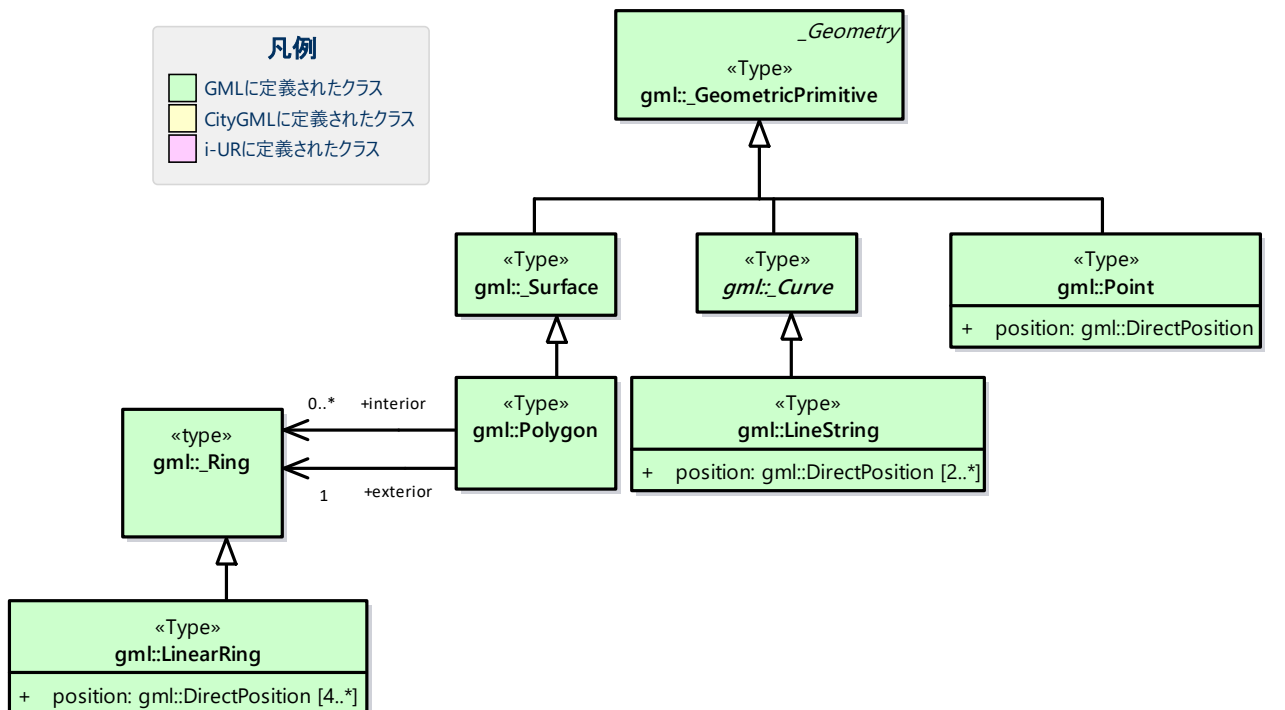 凡例
GMLに定義されたクラス
CityGMLに定義されたクラス
i-URに定義されたクラス
_Geometry
«Type»
gml::_GeometricPrimitive
«Type»
gml::_Surface
«Type»
gml::_Curve
«Type»
gml::Point
+ position: gml::DirectPosition
«type»
gml::_Ring
0..* +interior
1 +exterior
«Type»
gml::Polygon
«Type»
gml::LineString
+ position: gml::DirectPosition [2..*]
«Type»
gml::LinearRing
+ position: gml::DirectPosition [4..*]